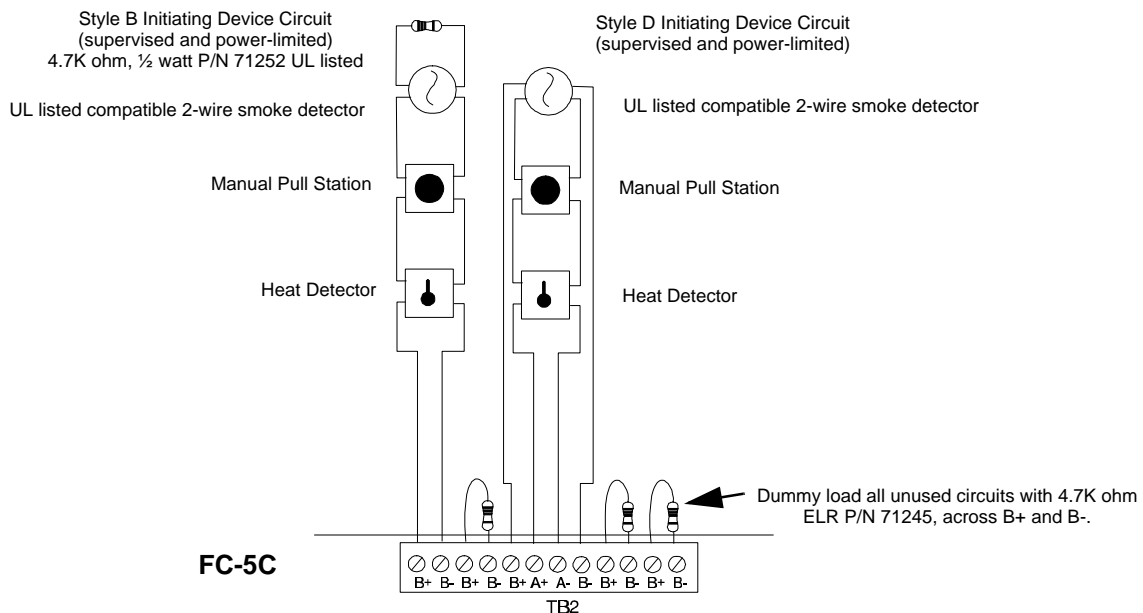 Style B Initiating Device Circuit
(supervised and power-limited)
4.7K ohm, ½ watt P/N 71252 UL listed
Style D Initiating Device Circuit
(supervised and power-limited)
UL listed compatible 2-wire smoke detector
UL listed compatible 2-wire smoke detector
Manual Pull Station
Manual Pull Station
Heat Detector
Heat Detector
Dummy load all unused circuits with 4.7K ohm
ELR P/N 71245, across B+ and B-.
FC-5C
B+ B- B+ B- B+ A+ A- B- B+ B- B+ B-
TB2